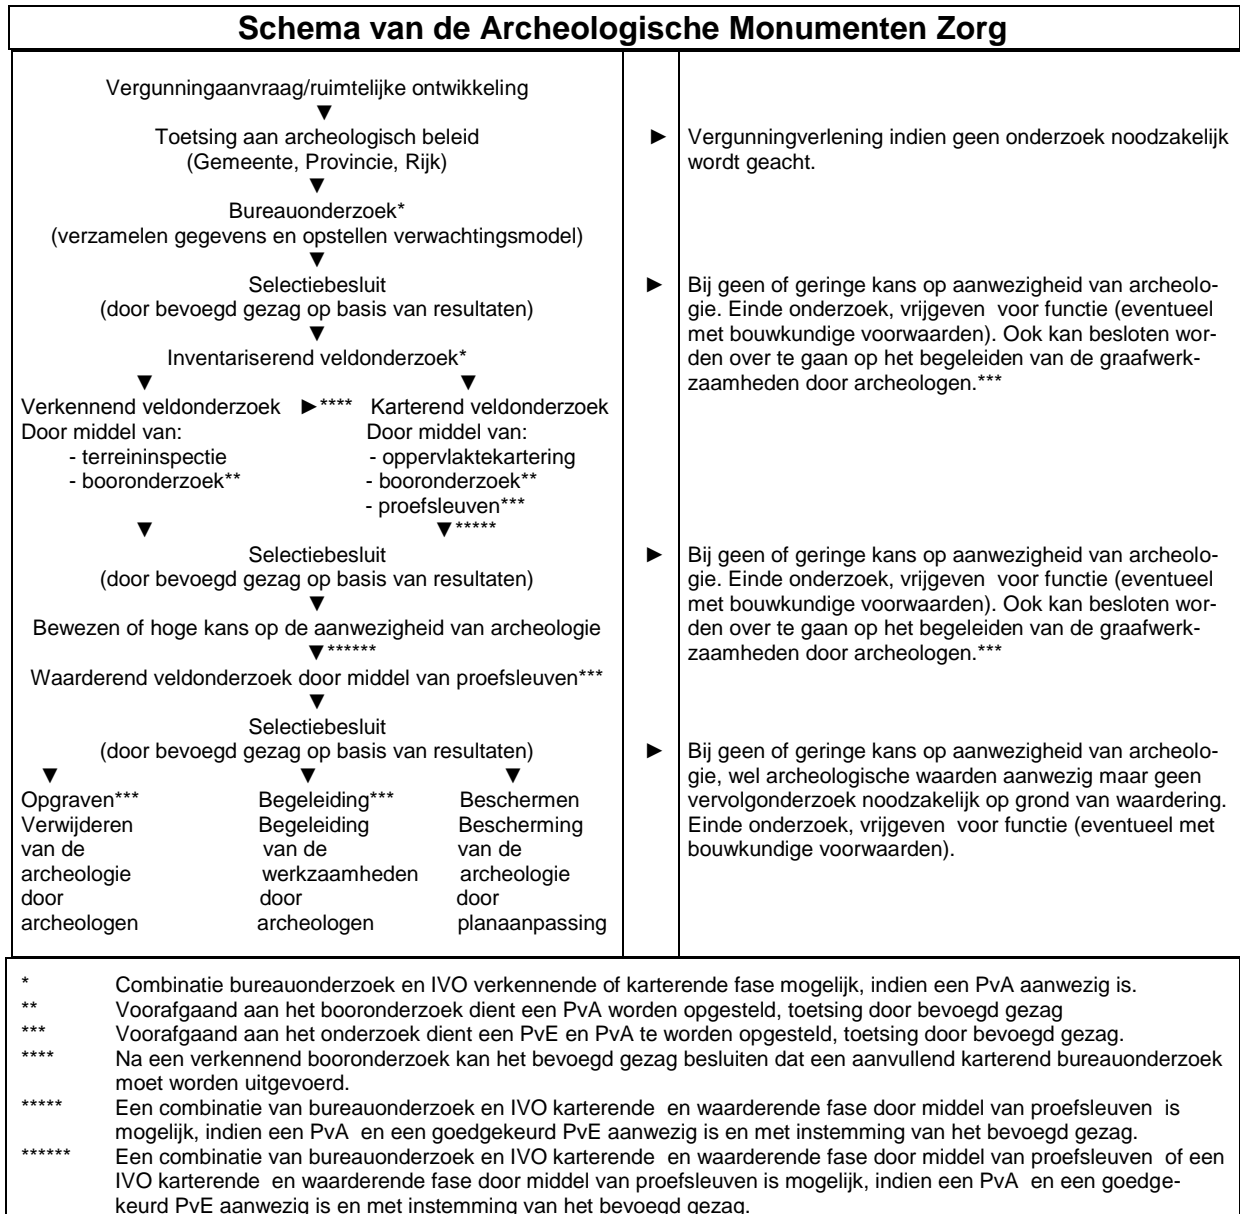 Schema van de Archeologische Monumenten Zorg
Vergunningaanvraag/ruimtelijke ontwikkeling
▼
Toetsing aan archeologisch beleid
(Gemeente, Provincie, Rijk)
► Vergunningverlening indien geen onderzoek noodzakelijk
wordt geacht.
▼
Bureauonderzoek*
(verzamelen gegevens en opstellen verwachtingsmodel)
▼
Selectiebesluit
(door bevoegd gezag op basis van resultaten)
► Bij geen of geringe kans op aanwezigheid van archeolo-
gie. Einde onderzoek, vrijgeven voor functie (eventueel
met bouwkundige voorwaarden). Ook kan besloten wor-
den over te gaan op het begeleiden van de graafwerk-
zaamheden door archeologen.***
▼
Inventariserend veldonderzoek*
▼ ▼
Verkennend veldonderzoek ►**** Karterend veldonderzoek
Door middel van: Door middel van:
- terreininspectie - oppervlaktekartering
- booronderzoek** - booronderzoek**
- proefsleuven***
▼ ▼*****
Selectiebesluit
(door bevoegd gezag op basis van resultaten)
► Bij geen of geringe kans op aanwezigheid van archeolo-
gie. Einde onderzoek, vrijgeven voor functie (eventueel
met bouwkundige voorwaarden). Ook kan besloten wor-
den over te gaan op het begeleiden van de graafwerk-
zaamheden door archeologen.***
▼
Bewezen of hoge kans op de aanwezigheid van archeologie
▼******
Waarderend veldonderzoek door middel van proefsleuven***
▼
Selectiebesluit
(door bevoegd gezag op basis van resultaten)
► Bij geen of geringe kans op aanwezigheid van archeolo-
gie, wel archeologische waarden aanwezig maar geen
vervolgonderzoek noodzakelijk op grond van waardering.
Einde onderzoek, vrijgeven voor functie (eventueel met
bouwkundige voorwaarden).
▼ ▼ ▼
Opgraven*** Begeleiding*** Beschermen
Verwijderen Begeleiding Bescherming
van de van de van de
archeologie werkzaamheden archeologie
door door door
archeologen archeologen planaanpassing
* Combinatie bureauonderzoek en IVO verkennende of karterende fase mogelijk, indien een PvA aanwezig is.
** Voorafgaand aan het booronderzoek dient een PvA worden opgesteld, toetsing door bevoegd gezag
*** Voorafgaand aan het onderzoek dient een PvE en PvA te worden opgesteld, toetsing door bevoegd gezag.
**** Na een verkennend booronderzoek kan het bevoegd gezag besluiten dat een aanvullend karterend bureauonderzoek
moet worden uitgevoerd.
***** Een combinatie van bureauonderzoek en IVO karterende en waarderende fase door middel van proefsleuven is
mogelijk, indien een PvA en een goedgekeurd PvE aanwezig is en met instemming van het bevoegd gezag.
****** Een combinatie van bureauonderzoek en IVO karterende en waarderende fase door middel van proefsleuven of een
IVO karterende en waarderende fase door middel van proefsleuven is mogelijk, indien een PvA en een goedge-
keurd PvE aanwezig is en met instemming van het bevoegd gezag.